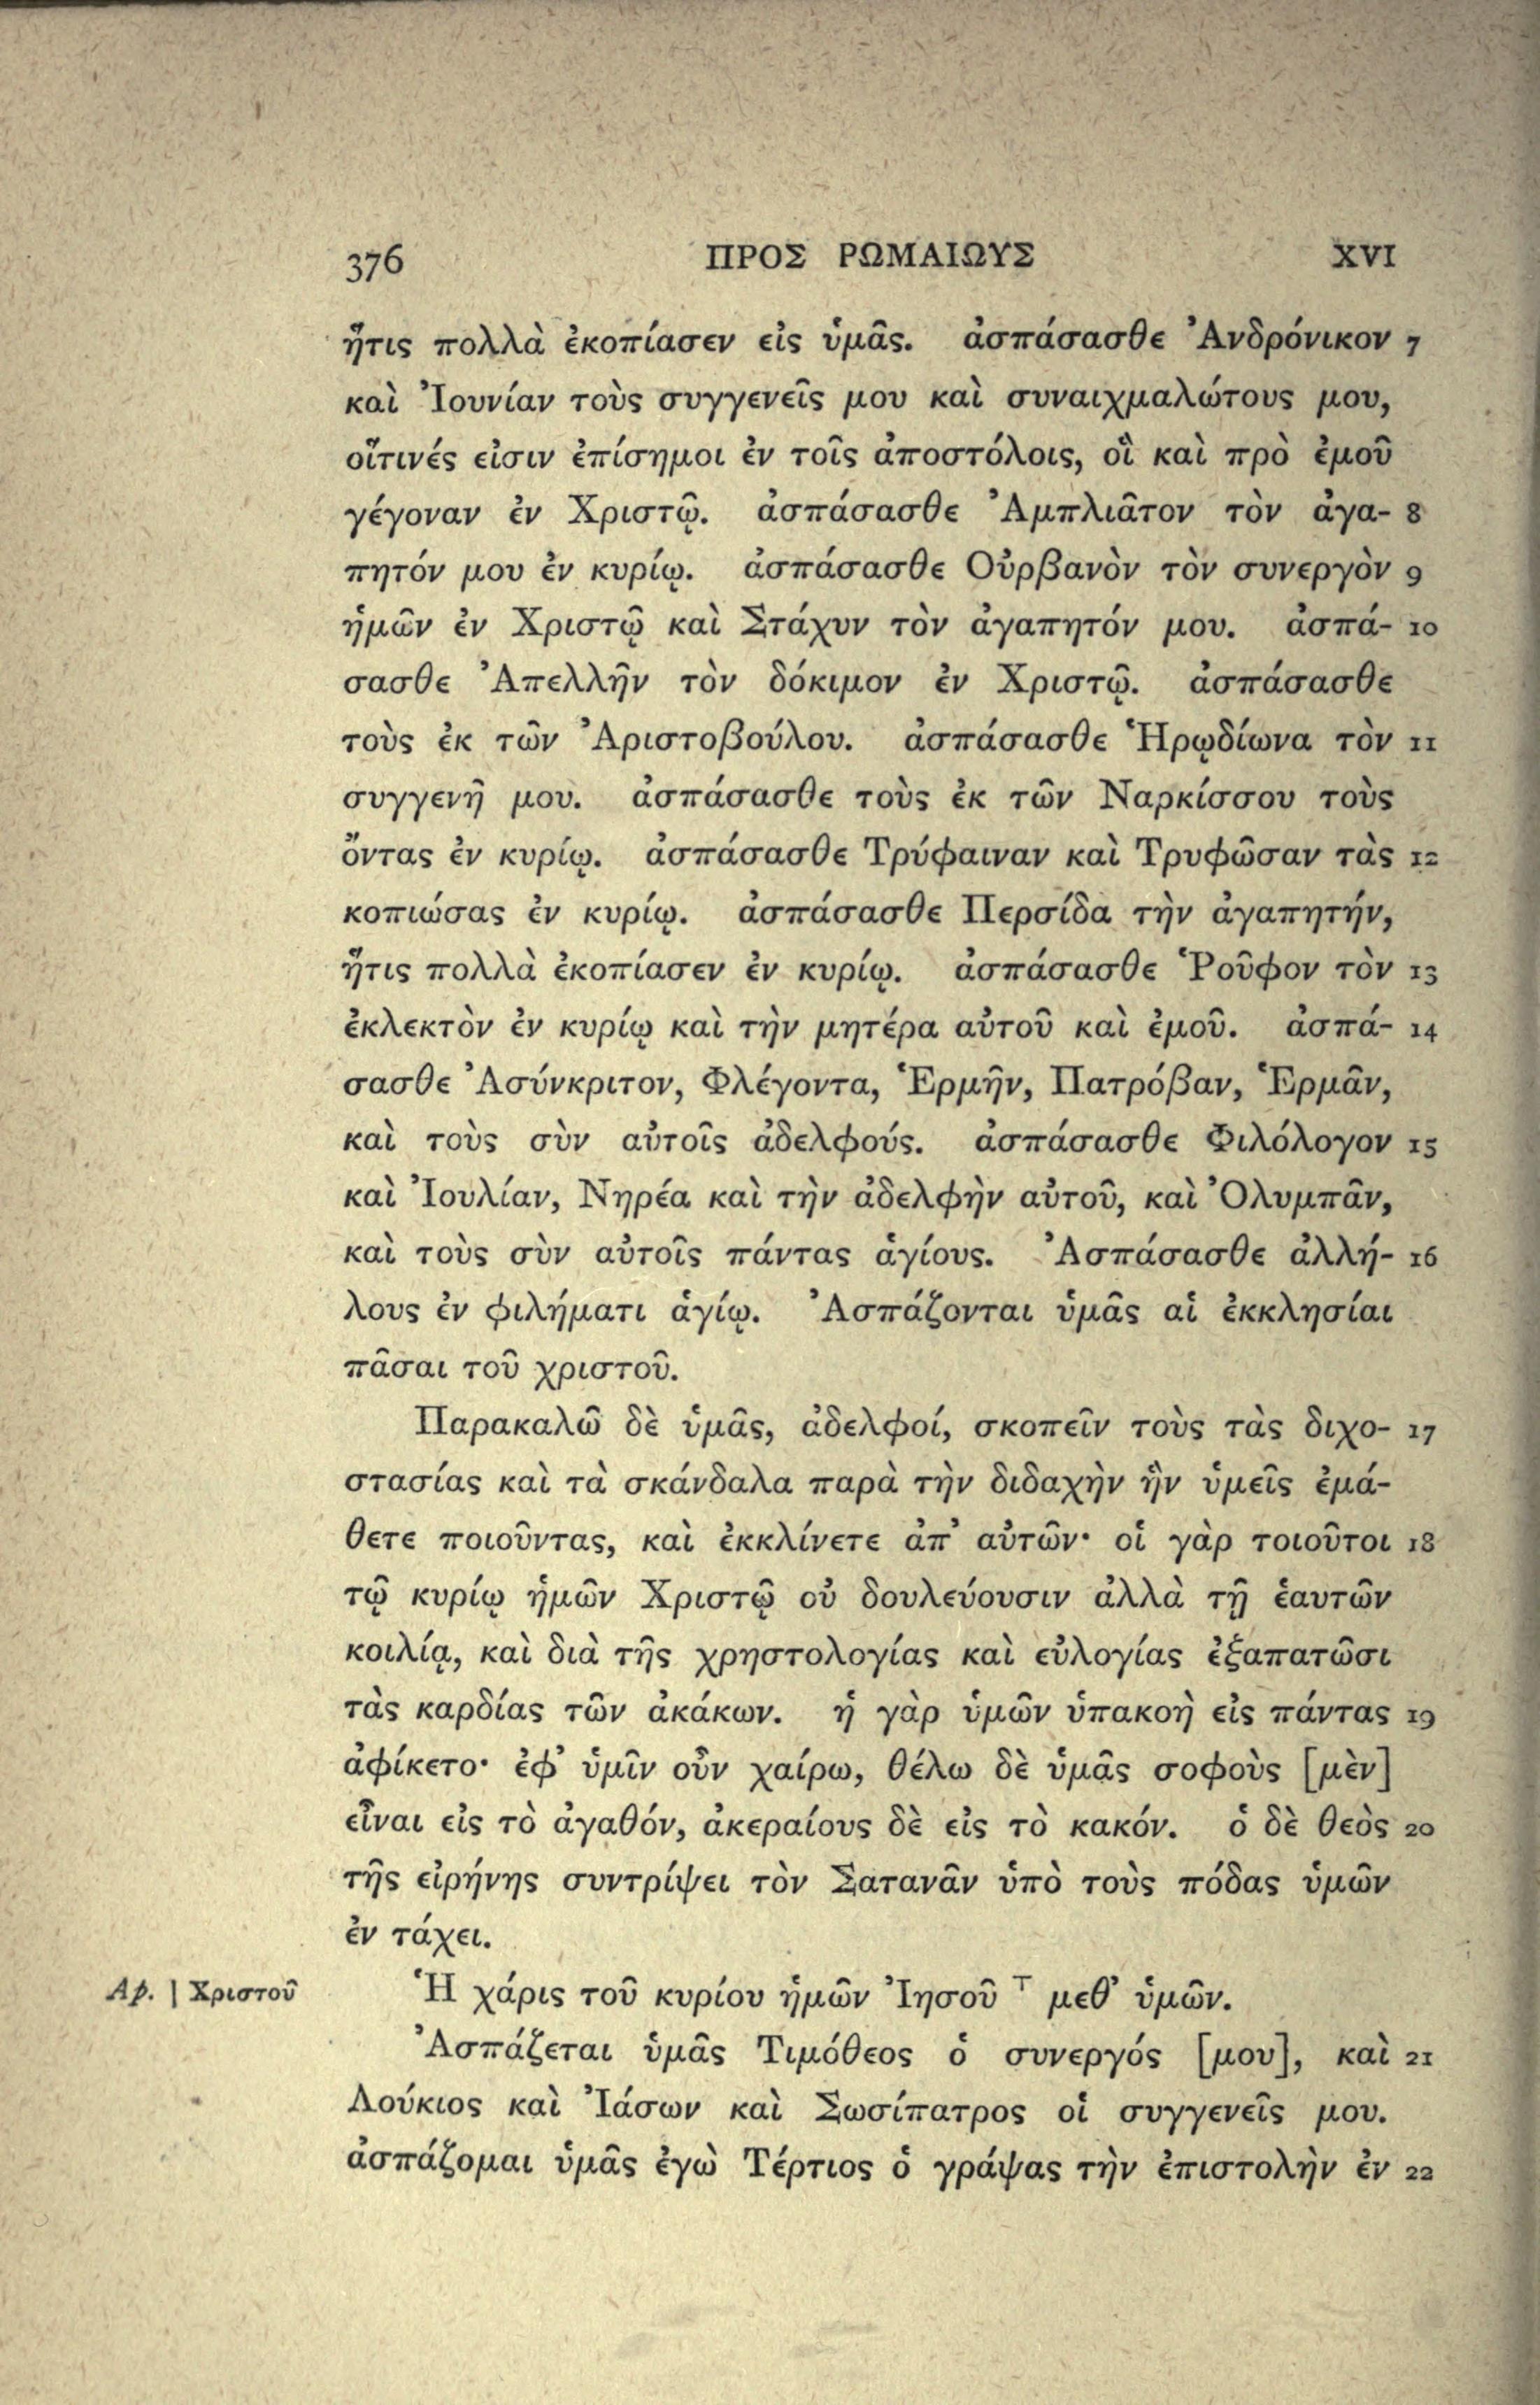 376 ΠΡΟΣ ΡΩΜΑΙΩΥΣ XVI
ἥτις πολλὰ ἐκοπίασεν εἰς ὑμᾶς. ἀσπάσασθε Ἀνδρόνικον 7
καὶ Ἰουνίαν τοὺς συγγενεῖς μου καὶ συναιχμαλώτους μου,
οἵτινές εἰσιν ἐπίσημοι ἐν τοῖς ἀποστόλοις, οἳ καὶ πρὸ ἐμοῦ
γέγοναν ἐν Χριστῷ. ἀσπάσασθε Ἀμπλιᾶτον τὸν ἀγα- 8
πητόν μου ἐν κυρίῳ. ἀσπάσασθε Οὐρβανὸν τὸν συνεργὸν 9
ἡμῶν ἐν Χριστῷ καὶ Στάχυν τὸν ἀγαπητόν μου. ἀσπά- 10
σασθε Ἀπελλῆν τὸν δόκιμον ἐν Χριστῷ. ἀσπάσασθε
τοὺς ἐκ τῶν Ἀριστοβούλου. ἀσπάσασθε Ἡρῳδίωνα τὸν 11
συγγενῆ μου. ἀσπάσασθε τοὺς ἐκ τῶν Ναρκίσσου τοὺς
ὄντας ἐν κυρίῳ. ἀσπάσασθε Τρύφαιναν καὶ Τρυφῶσαν τὰς 12
κοπιώσας ἐν κυρίῳ. ἀσπάσασθε Περσίδα τὴν ἀγαπητήν,
ἥτις πολλὰ ἐκοπίασεν ἐν κυρίῳ. ἀσπάσασθε Ῥοῦφον τὸν 13
ἐκλεκτὸν ἐν κυρίῳ καὶ τὴν μητέρα αὐτοῦ καὶ ἐμοῦ. ἀσπά- 14
σασθε Ἀσύνκριτον, Φλέγοντα, Ἑρμῆν, Πατρόβαν, Ἑρμᾶν,
καὶ τοὺς σὺν αὐτοῖς ἀδελφούς. ἀσπάσασθε Φιλόλογον 15
καὶ Ἰουλίαν, Νηρέα καὶ τὴν ἀδελφὴν αὐτοῦ, καὶ Ὀλυμπᾶν,
καὶ τοὺς σὺν αὐτοῖς πάντας ἁγίους. Ἀσπάσασθε ἀλλή- 16
λους ἐν φιλήματι ἁγίῳ. Ἀσπάζονται ὑμᾶς αἱ ἐκκλησίαι
πᾶσαι τοῦ χριστοῦ.
Παρακαλῶ δὲ ὑμᾶς, ἀδελφοί, σκοπεῖν τοὺς τὰς διχο- 17
στασίας καὶ τὰ σκάνδαλα παρὰ τὴν διδαχὴν ἣν ὑμεῖς ἐμά-
θετε ποιοῦντας, καὶ ἐκκλίνετε ἀπ᾽ αὐτῶν· οἱ γὰρ τοιοῦτοι 18
τῷ κυρίῳ ἡμῶν Χριστῷ οὐ δουλεύουσιν ἀλλὰ τῇ ἑαυτῶν
κοιλίᾳ, καὶ διὰ τῆς χρηστολογίας καὶ εὐλογίας ἐξαπατῶσι
τὰς καρδίας τῶν ἀκάκων. ἡ γὰρ ὑμῶν ὑπακοὴ εἰς πάντας 19
ἀφίκετο· ἐφ᾽ ὑμῖν οὖν χαίρω, θέλω δὲ ὑμᾶς σοφοὺς [μὲν]
εἶναι εἰς τὸ ἀγαθόν, ἀκεραίους δὲ εἰς τὸ κακόν. ὁ δὲ θεὸς 20
τῆς εἰρήνης συντρίψει τὸν Σατανᾶν ὑπὸ τοὺς πόδας ὑμῶν
ἐν τάχει.
Ap. | Χριστοῦ Ἡ χάρις τοῦ κυρίου ἡμῶν Ἰησοῦ ⸆ μεθ᾽ ὑμῶν.
Ἀσπάζεται ὑμᾶς Τιμόθεος ὁ συνεργός [μου], καὶ 21
Λούκιος καὶ Ἰάσων καὶ Σωσίπατρος οἱ συγγενεῖς μου.
ἀσπάζομαι ὑμᾶς ἐγὼ Τέρτιος ὁ γράψας τὴν ἐπιστολὴν ἐν 22